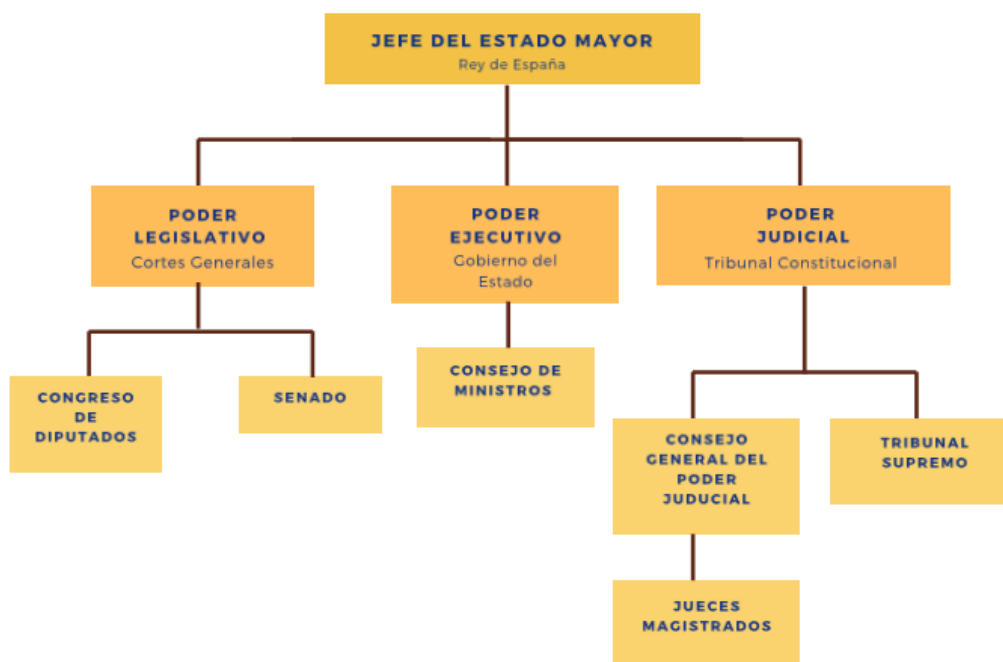 JEFE DEL ESTADO MAYOR
Rey de España
PODER
LEGISLATIVO
Cortes Generales
PODER
EJECUTIVO
Gobierno del
Estado
PODER
JUDICIAL
Tribunal Constitucional
CONGRESO
DE
DIPUTADOS
SENADO
CONSEJO DE
MINISTROS
CONSEJO
GENERAL DEL
PODER
JUDUCIAL
TRIBUNAL
SUPREMO
JUECES
MAGISTRADOS